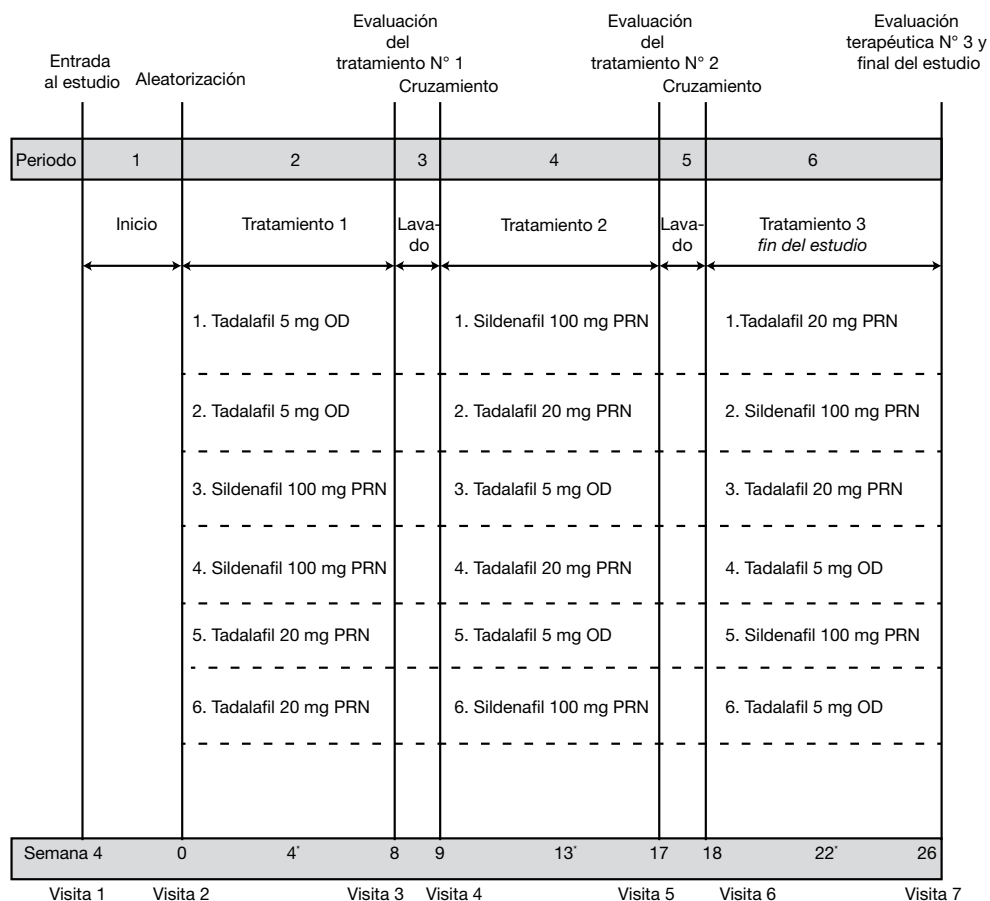 Entrada
al estudio
Aleatorización
Evaluación
del
tratamiento N° 1
Cruzamiento
Evaluación
del
tratamiento N° 2
Cruzamiento
Evaluación
terapéutica N° 3 y
final del estudio
Periodo 1 2 3 4 5 6
Inicio
Tratamiento 1
Lava-
do
Tratamiento 2
Lava-
do
Tratamiento 3
fin del estudio
1. Tadalafil 5 mg OD 1. Sildenafil 100 mg PRN 1.Tadalafil 20 mg PRN
2. Tadalafil 5 mg OD 2. Tadalafil 20 mg PRN 2. Sildenafil 100 mg PRN
3. Sildenafil 100 mg PRN 3. Tadalafil 5 mg OD 3. Tadalafil 20 mg PRN
4. Sildenafil 100 mg PRN 4. Tadalafil 20 mg PRN 4. Tadalafil 5 mg OD
5. Tadalafil 20 mg PRN 5. Tadalafil 5 mg OD 5. Sildenafil 100 mg PRN
6. Tadalafil 20 mg PRN 6. Sildenafil 100 mg PRN 6. Tadalafil 5 mg OD
Semana 4 0 4* 8 9 13* 17 18 22* 26
Visita 1 Visita 2 Visita 3 Visita 4 Visita 5 Visita 6 Visita 7